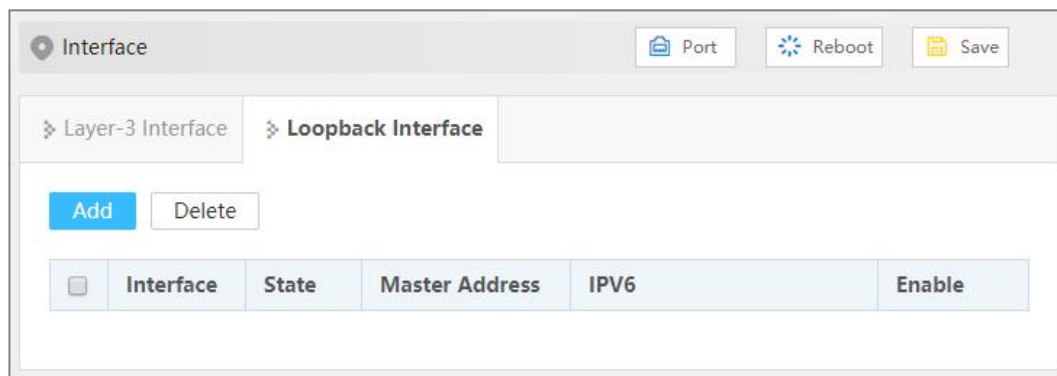 Interface Port Reboot Save
Layer-3 Interface Loopback Interface
Add Delete
Interface State Master Address IPV6 Enable